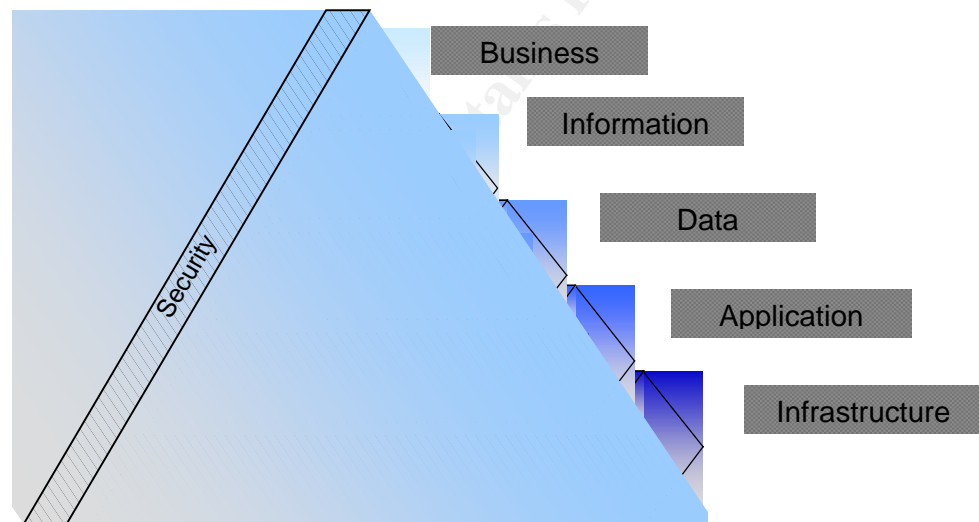 Business
Information
Data
Security
Application
Infrastructure